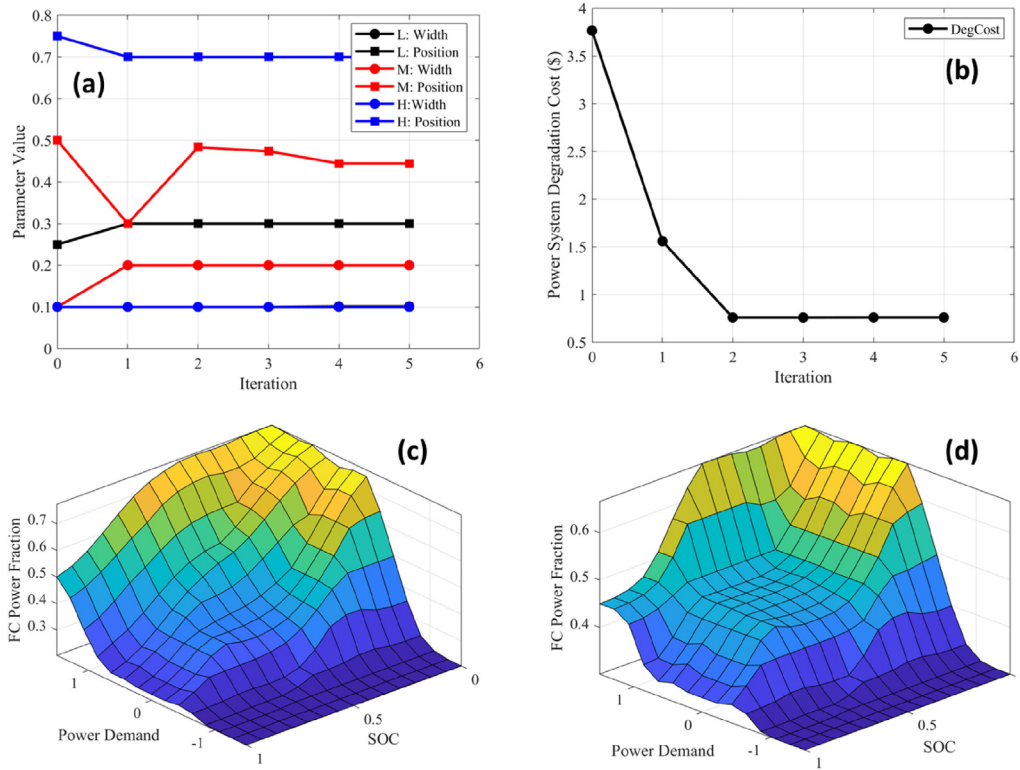 (a)
Parameter Value
0.8
0.7
0.6
0.5
0.4
0.3
0.2
0.1
0
0 1 2 3 4 5 6
Iteration
L: Width
L: Position
M: Width
M: Position
H:Width
H: Position
(b)
Power System Degradation Cost ($)
4
3.5
3
2.5
2
1.5
1
0.5
0 1 2 3 4 5 6
Iteration
DegCost
(c)
FC Power Fraction
0.7
0.6
0.5
0.4
0.3
1
0
-1
Power Demand
0
0.5
1
SOC
(d)
FC Power Fraction
0.6
0.5
0.4
1
0
-1
Power Demand
0.5
1
SOC